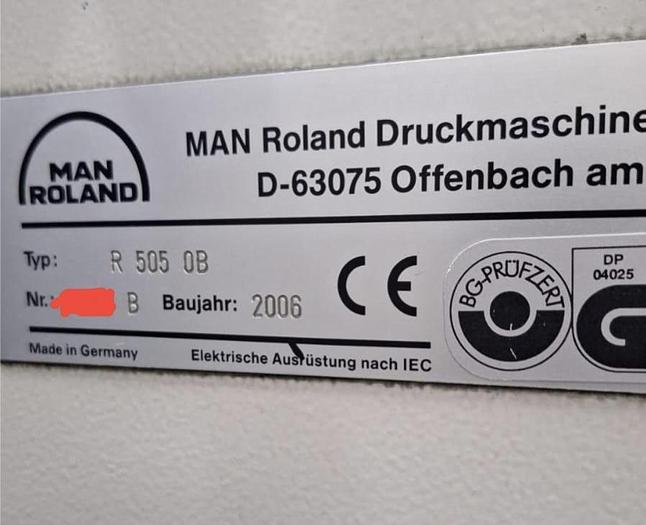 MAN
ROLAND
MAN Roland Druckmaschine
D-63075 Offenbach am
Typ: R 505 0B
Nr.: B Baujahr: 2006
CE
BG-PRÜFZERT
DP
04025
Made in Germany
Elektrische Ausrüstung nach IEC